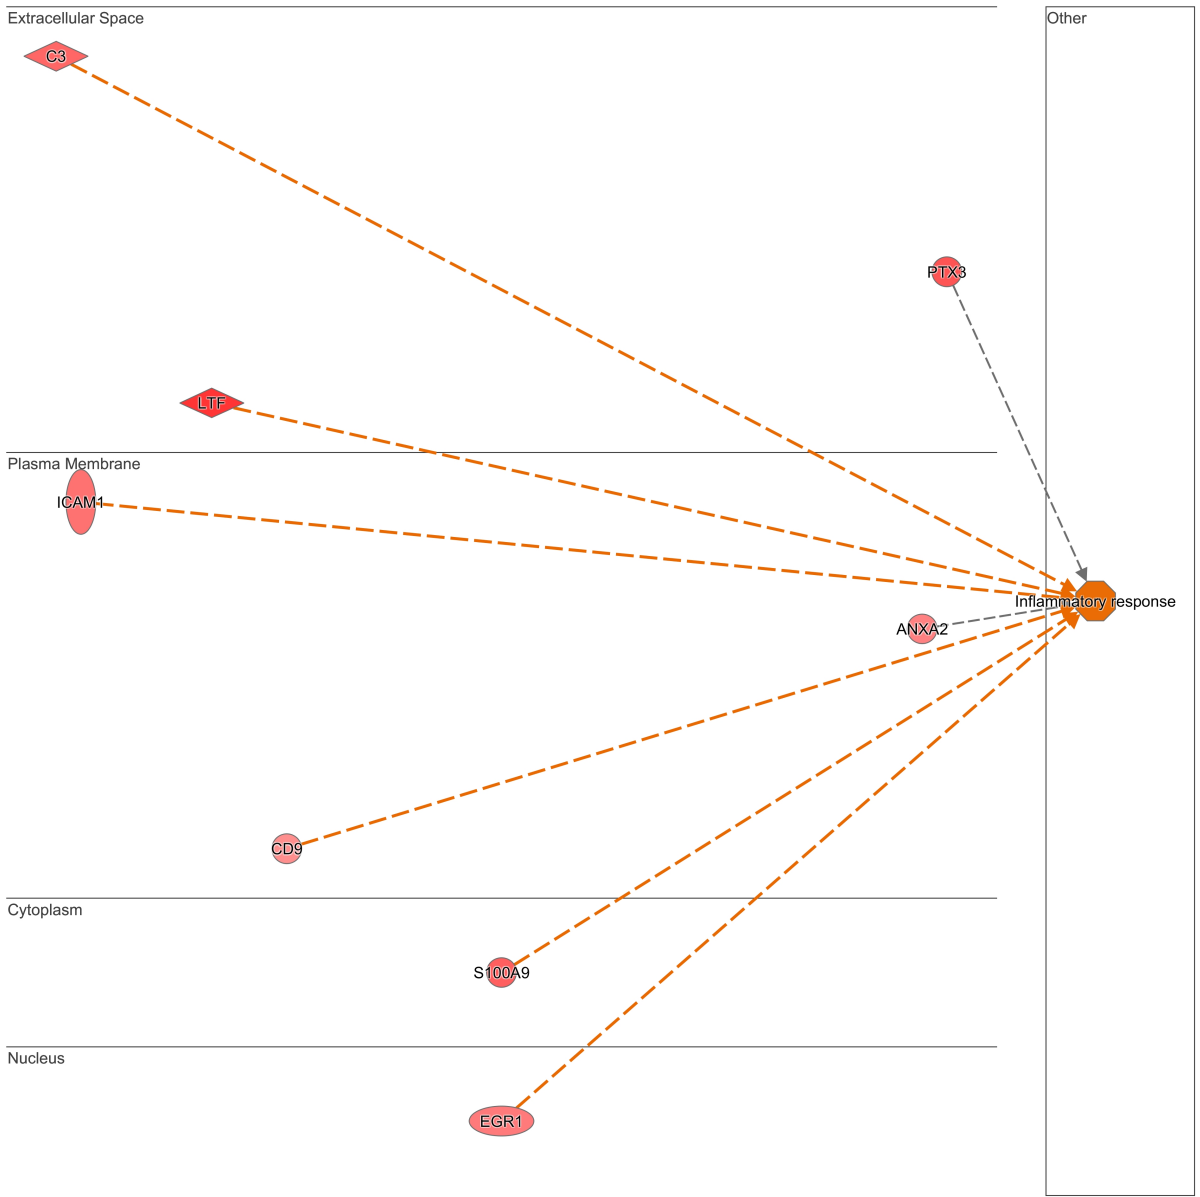 Extracellular Space
Other
C3
PTX3
LTF
Plasma Membrane
ICAM1
Inflammatory response
ANXA2
CD9
Cytoplasm
S100A9
Nucleus
EGR1